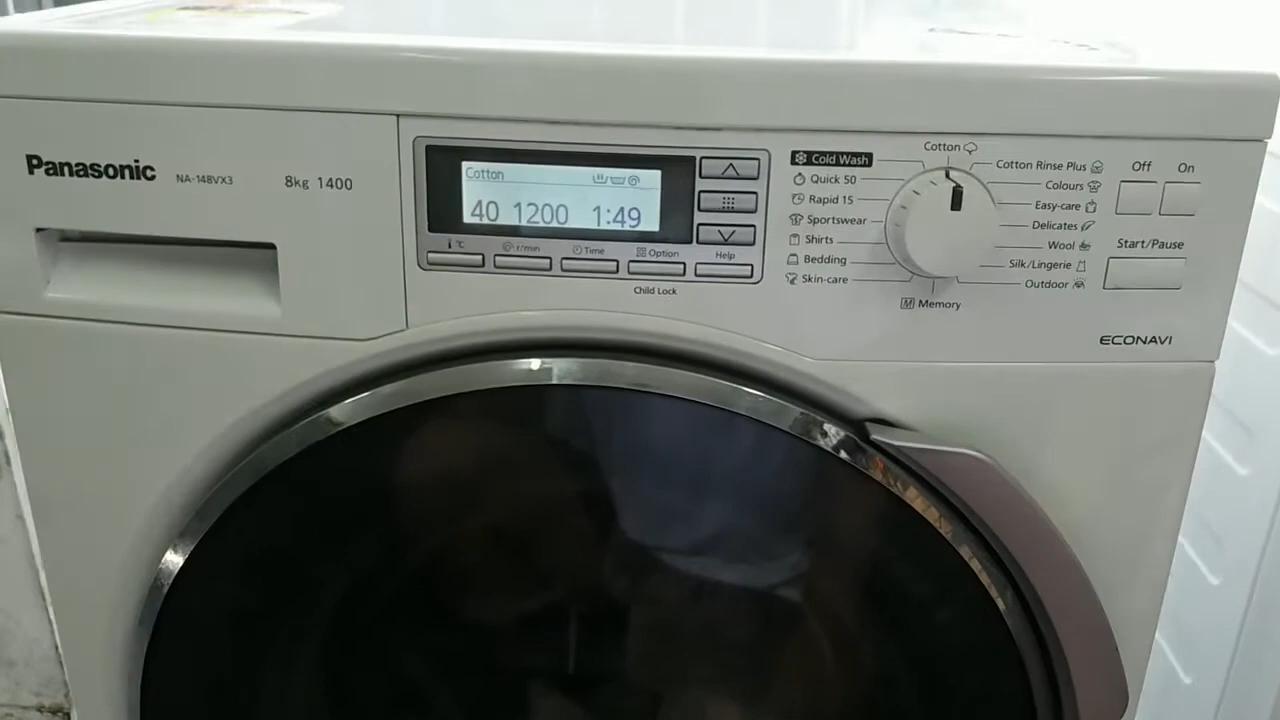 Panasonic NA-148VX3 8kg 1400
Cotton
40 1200 1:49
°C r/min Time Option Help
Child Lock
Cotton
Cold Wash
Quick 50
Rapid 15
Sportswear
Shirts
Bedding
Skin-care
Memory
Cotton Rinse Plus
Colours
Easy-care
Delicates
Wool
Silk/Lingerie
Outdoor
Off On
Start/Pause
ECONAVI